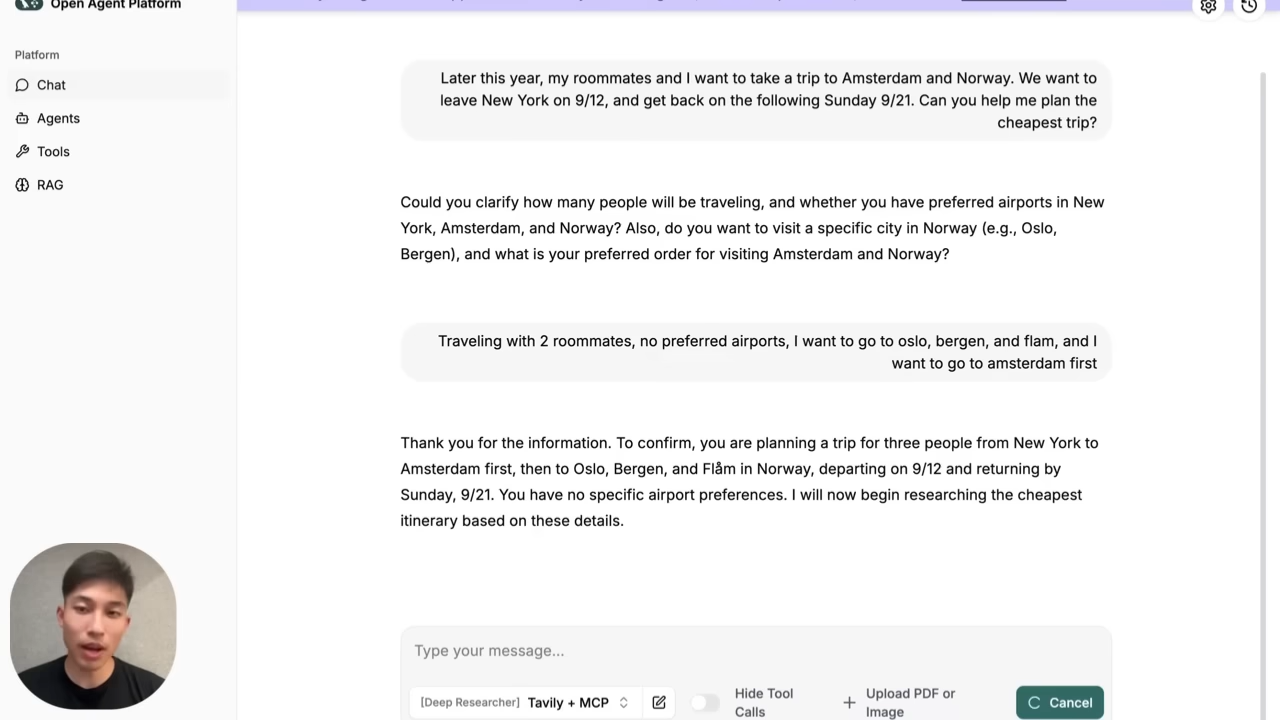 Open Agent Platform
Platform
Chat
Agents
Tools
RAG
Later this year, my roommates and I want to take a trip to Amsterdam and Norway. We want to
leave New York on 9/12, and get back on the following Sunday 9/21. Can you help me plan the
cheapest trip?
Could you clarify how many people will be traveling, and whether you have preferred airports in New
York, Amsterdam, and Norway? Also, do you want to visit a specific city in Norway (e.g., Oslo,
Bergen), and what is your preferred order for visiting Amsterdam and Norway?
Traveling with 2 roommates, no preferred airports, I want to go to oslo, bergen, and flam, and I
want to go to amsterdam first
Thank you for the information. To confirm, you are planning a trip for three people from New York to
Amsterdam first, then to Oslo, Bergen, and Flåm in Norway, departing on 9/12 and returning by
Sunday, 9/21. You have no specific airport preferences. I will now begin researching the cheapest
itinerary based on these details.
Type your message...
[Deep Researcher] Tavily + MCP
Hide Tool
Calls
Upload PDF or
Image
Cancel